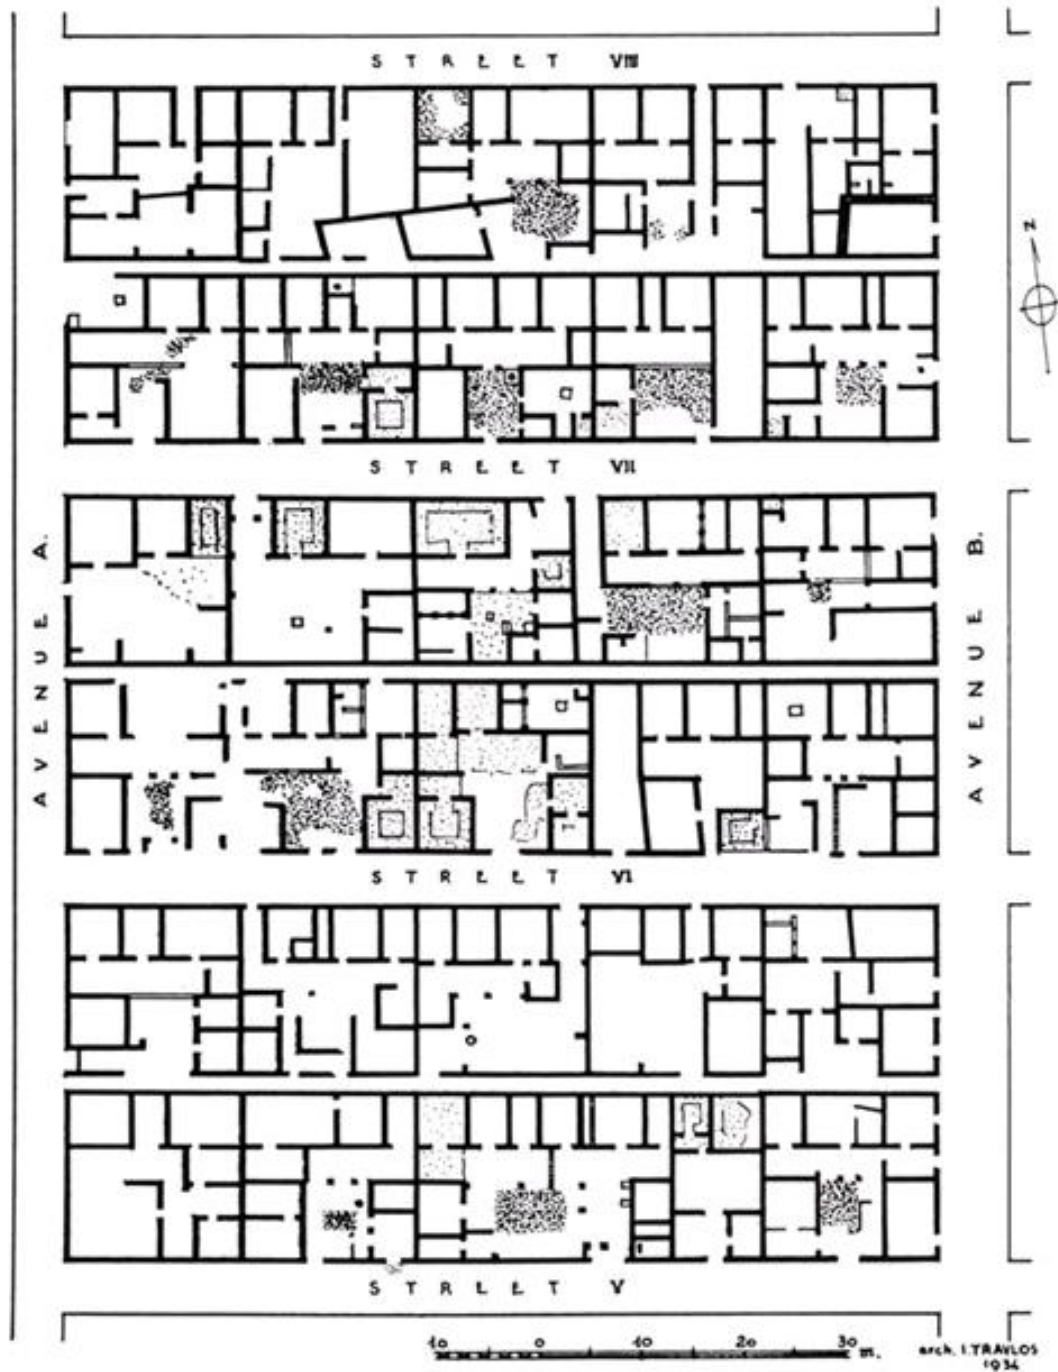 STREET VIII
N
STREET VII
AVENUE A.
AVENUE B.
STREET VI
STREET V
10 0 10 20 30 m.
arch. I. TRAVLOS
1934